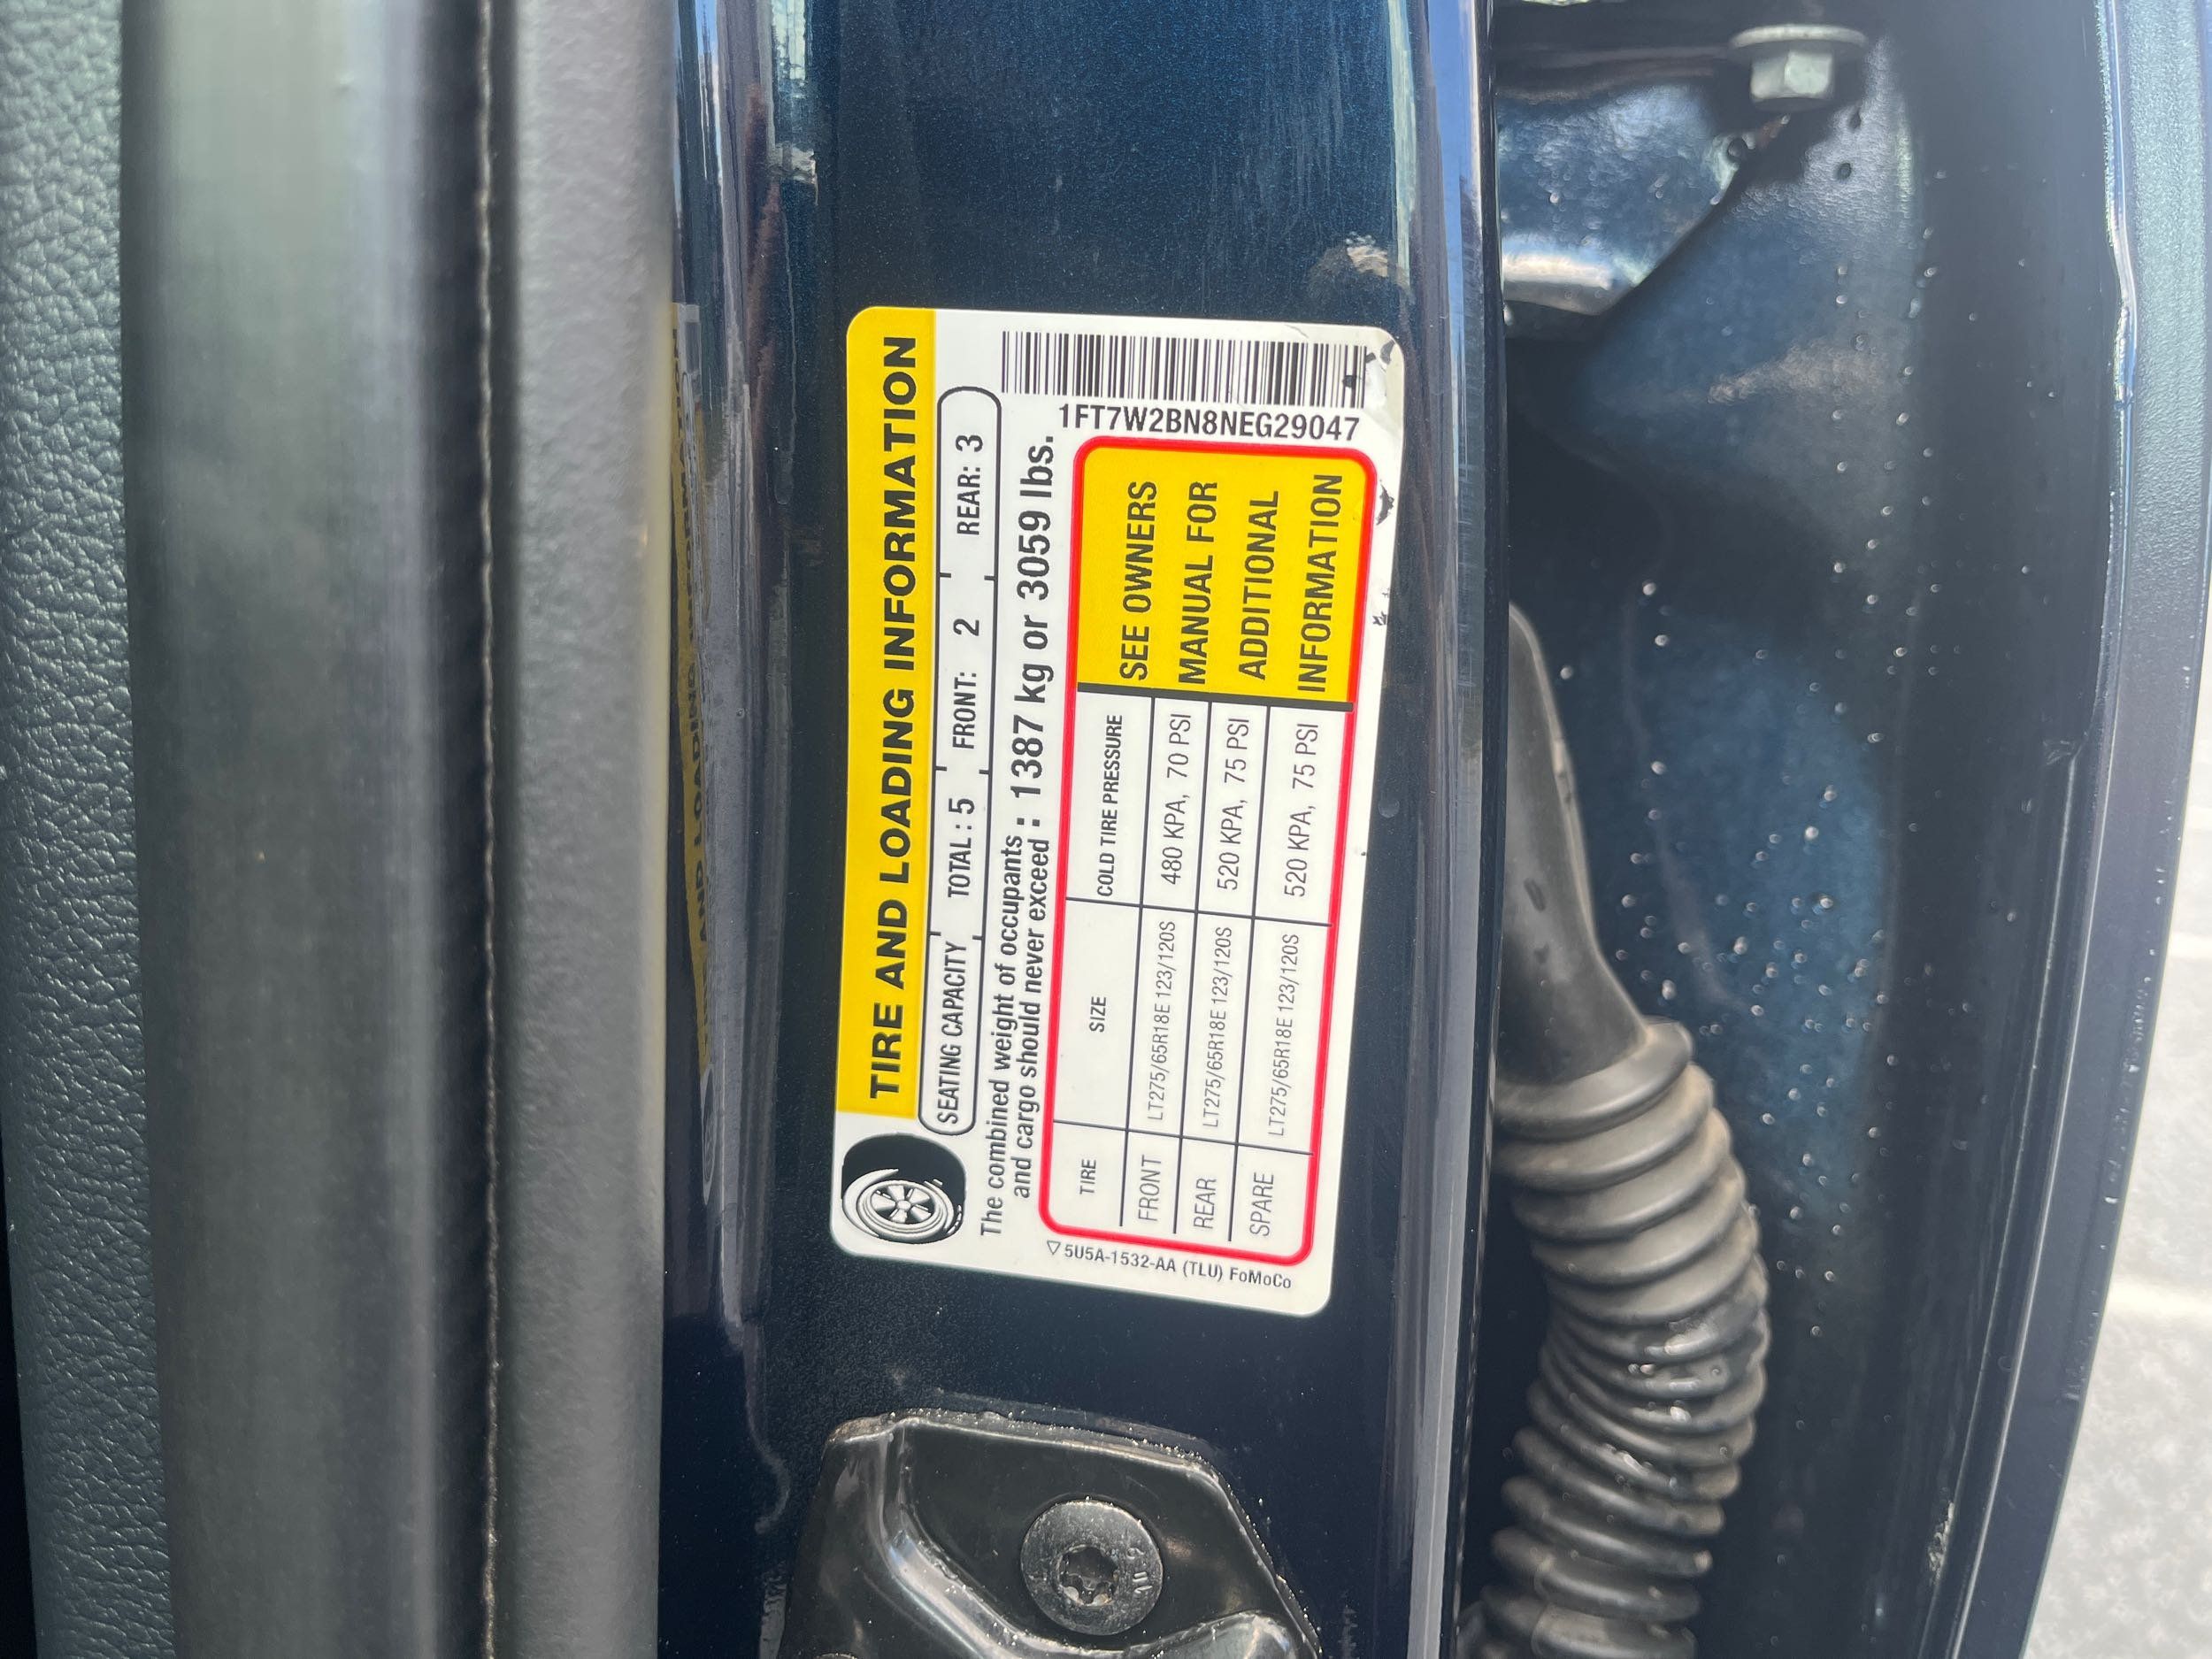 TIRE AND LOADING INFORMATION
SEATING CAPACITY TOTAL : 5 FRONT: 2 REAR: 3
The combined weight of occupants
and cargo should never exceed : 1387 kg or 3059 lbs.
TIRE SIZE COLD TIRE PRESSURE
FRONT LT275/65R18E 123/120S 480 KPA, 70 PSI
REAR LT275/65R18E 123/120S 520 KPA, 75 PSI
SPARE LT275/65R18E 123/120S 520 KPA, 75 PSI
SEE OWNERS
MANUAL FOR
ADDITIONAL
INFORMATION
1FT7W2BN8NEG29047
5U5A-1532-AA (TLU) FoMoCo